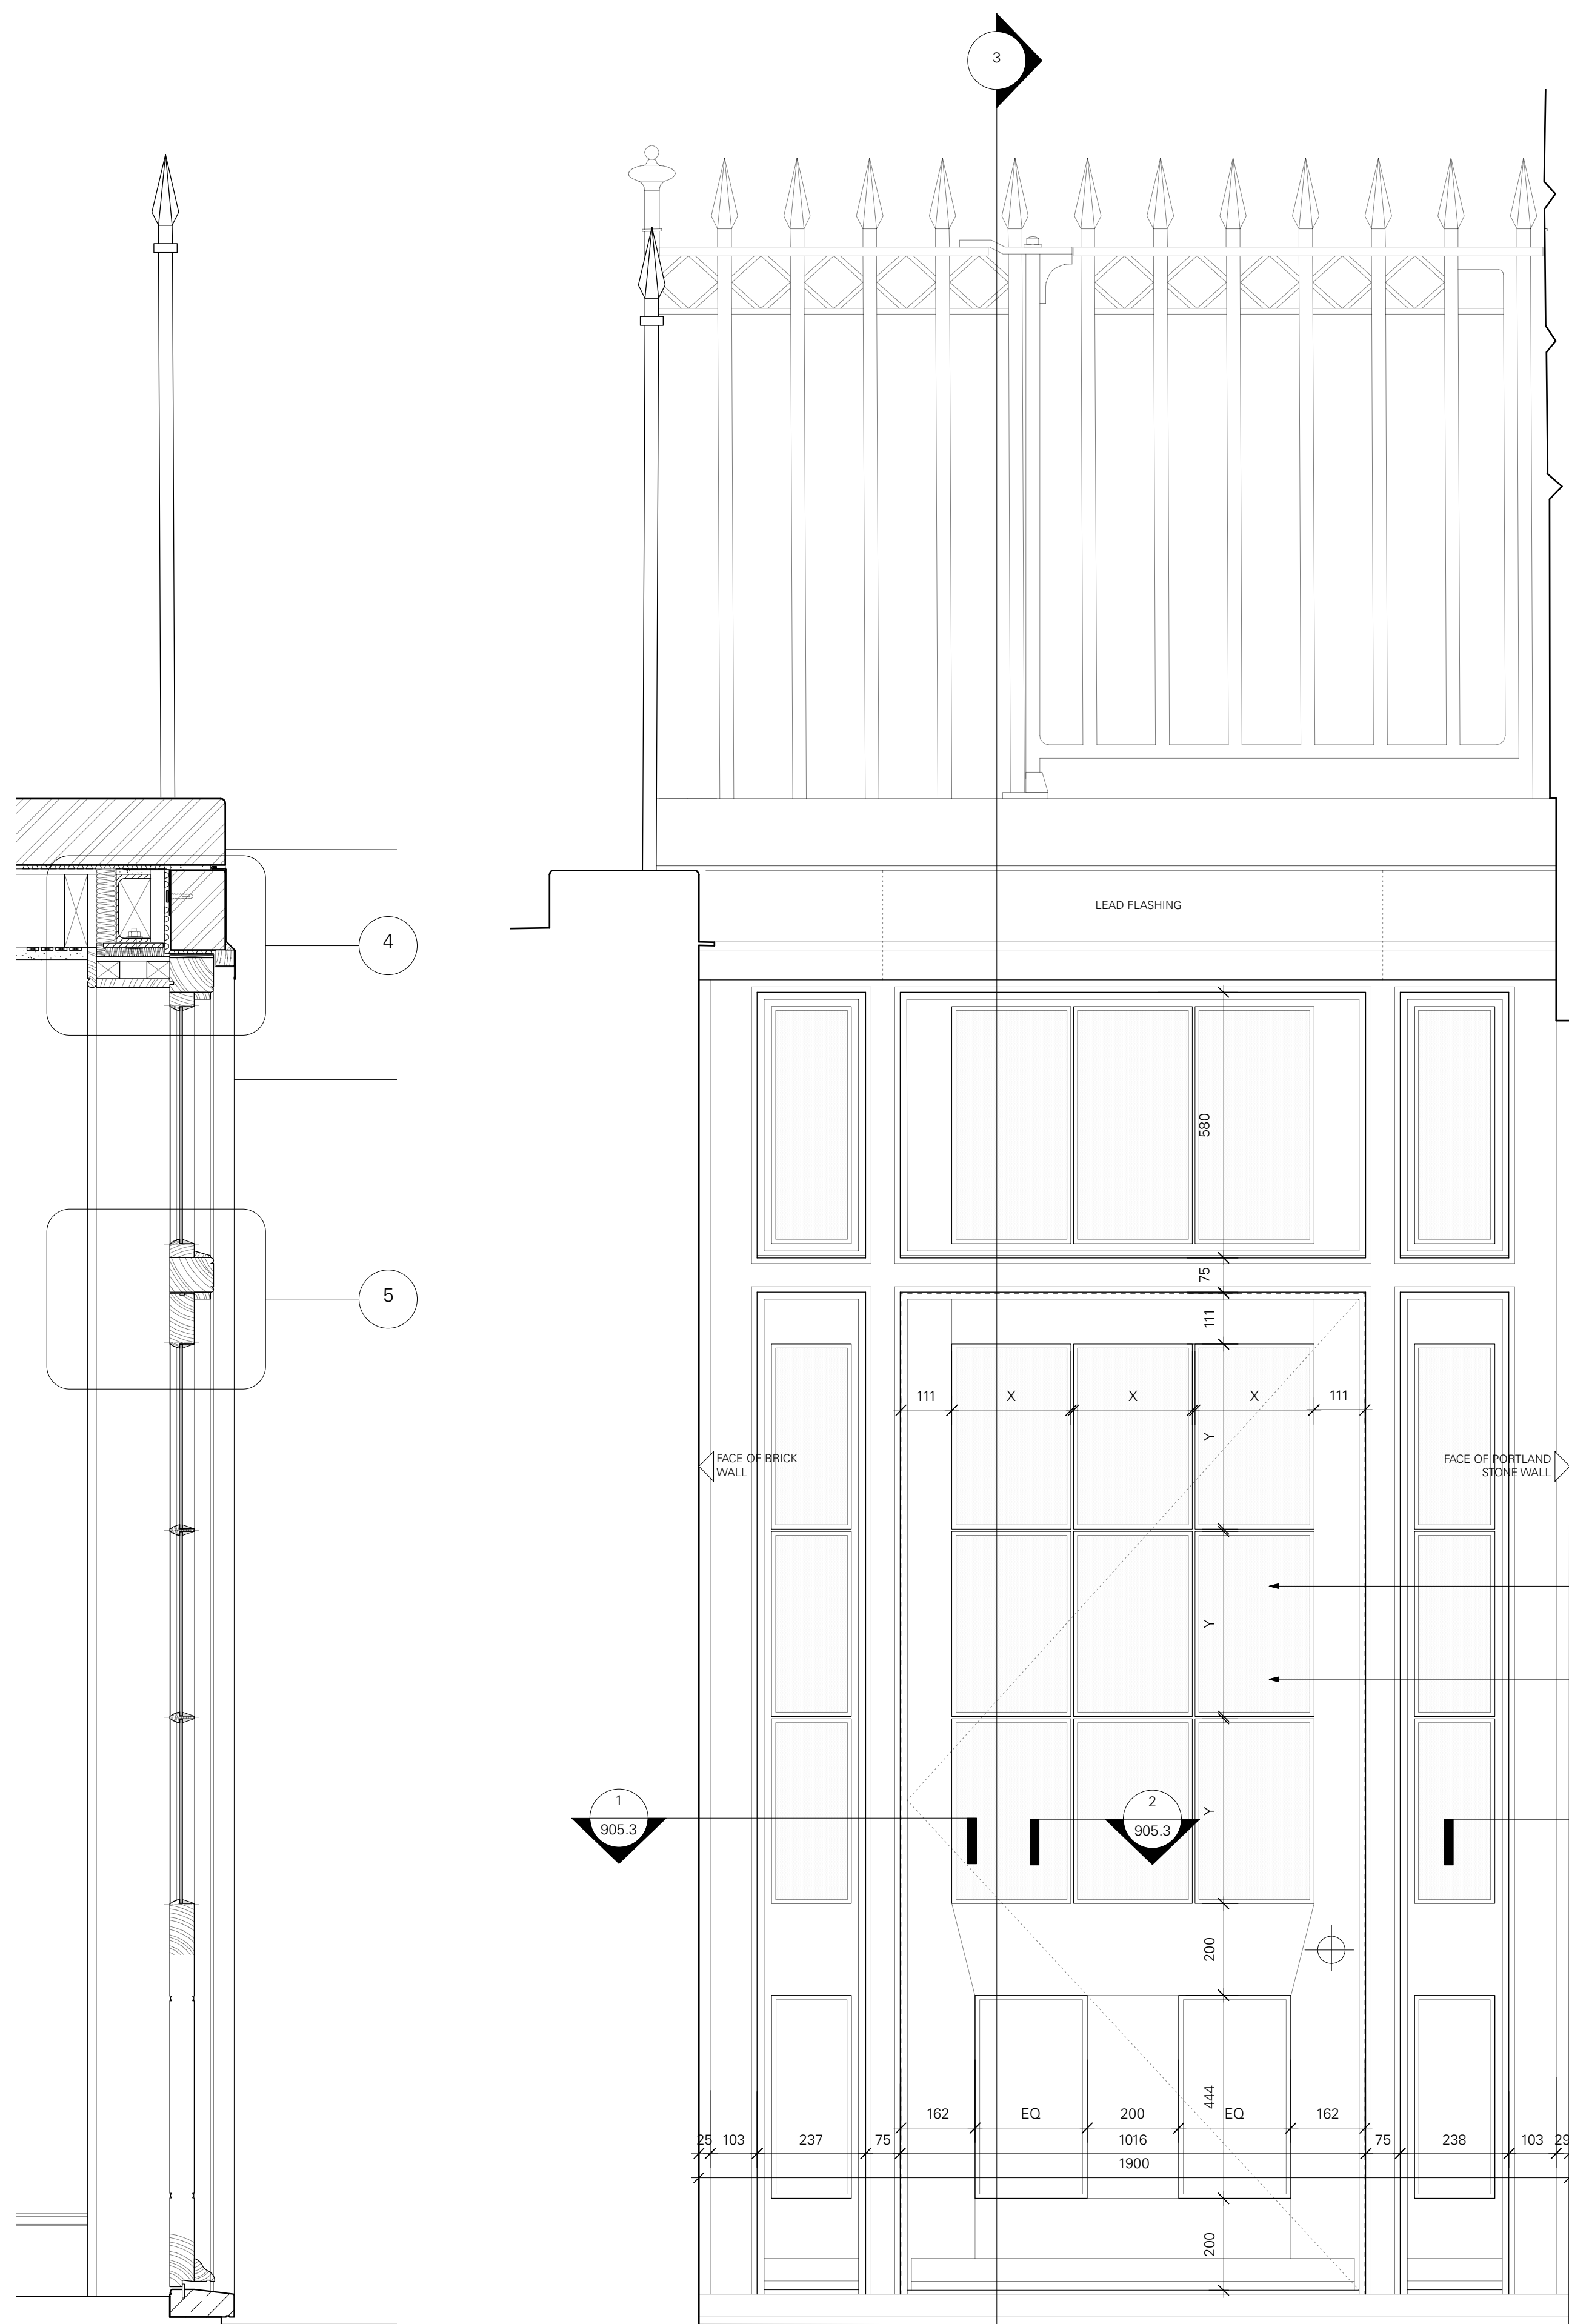 3
4
LEAD FLASHING
580
5
75
111
111
X
X
X
111
Y
FACE OF BRICK
WALL
FACE OF PORTLAND
STONE WALL
Y
1
905.3
2
905.3
Y
200
444
162
EQ
200
EQ
162
25
103
237
75
1016
75
238
103
29
1900
200